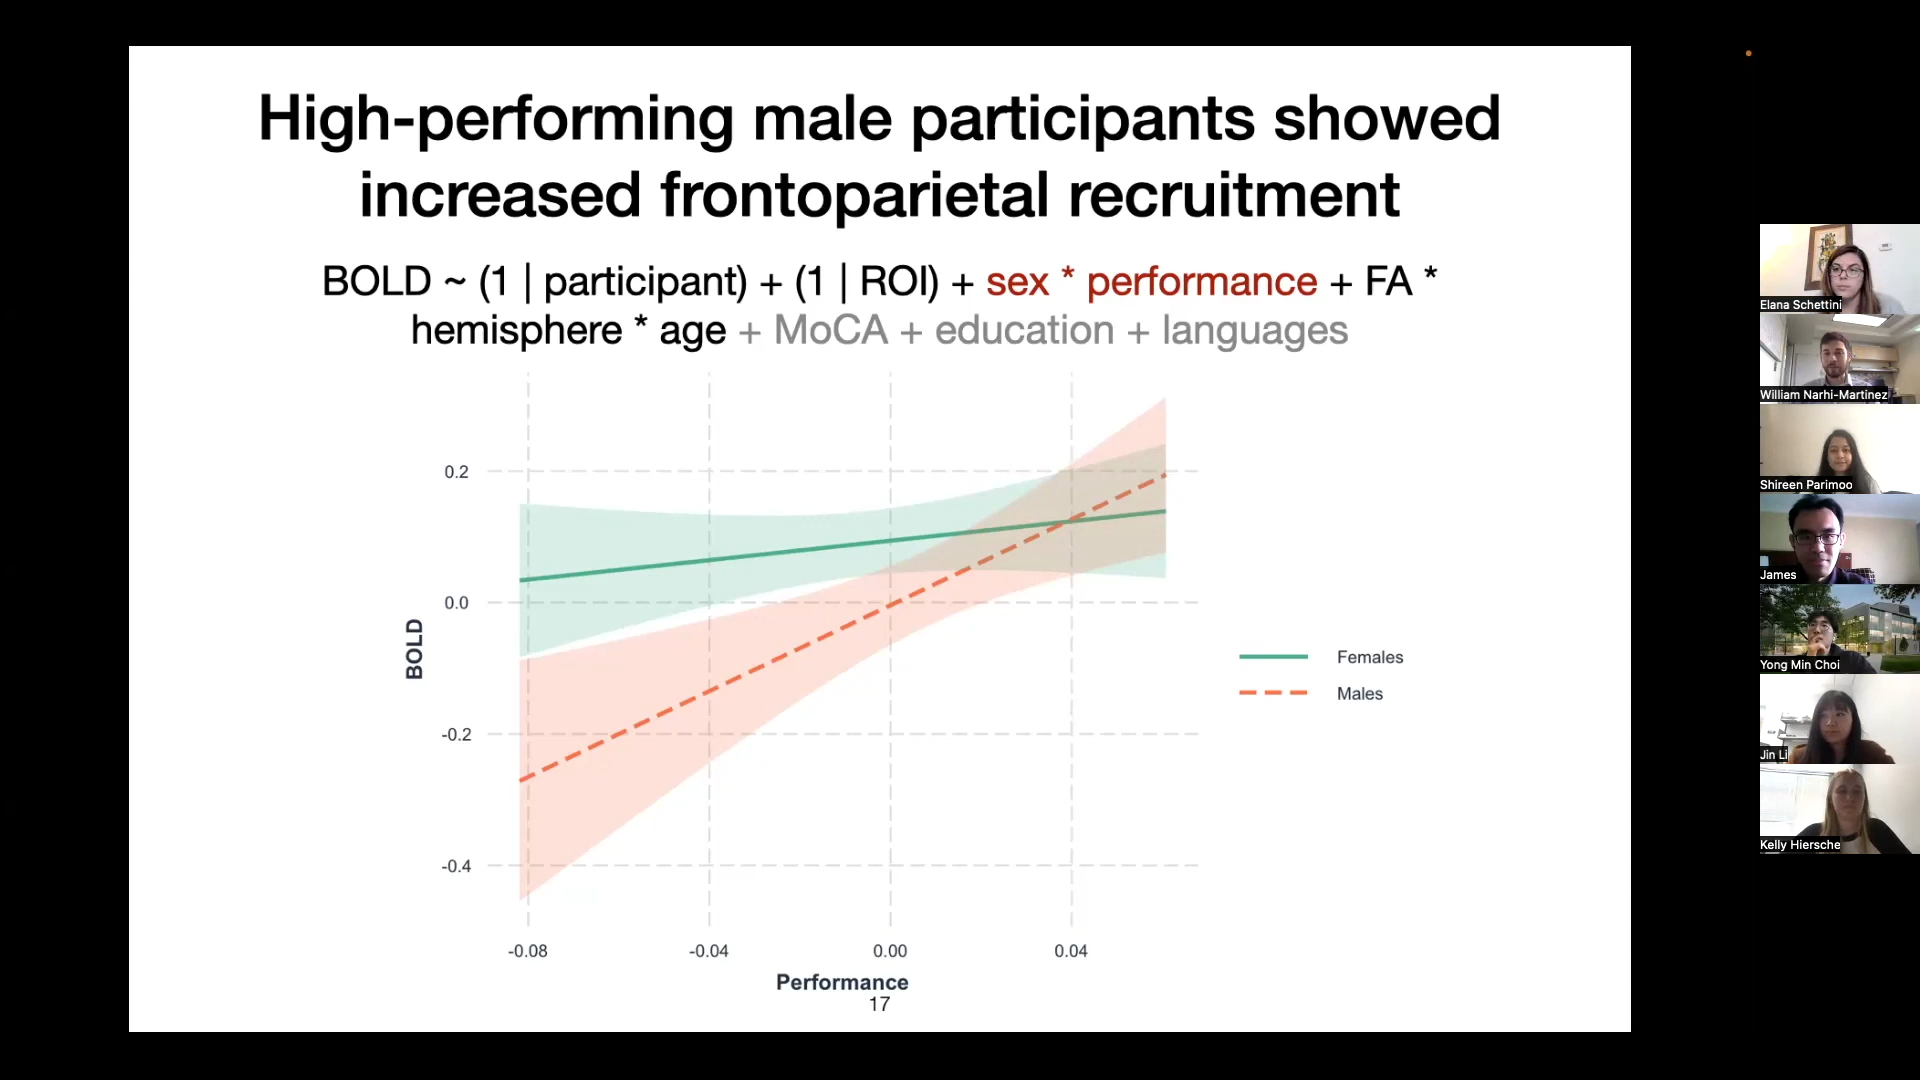 High-performing male participants showed
increased frontoparietal recruitment
BOLD ~ (1 | participant) + (1 | ROI) + sex * performance + FA *
hemisphere * age + MoCA + education + languages
0.2
0.0
-0.2
-0.4
BOLD
-0.08
-0.04
0.00
0.04
Performance
Females
Males
17
Elana Schettini
William Narhi-Martinez
Shireen Parimoo
James
Yong Min Choi
Jin Li
Kelly Hiersche